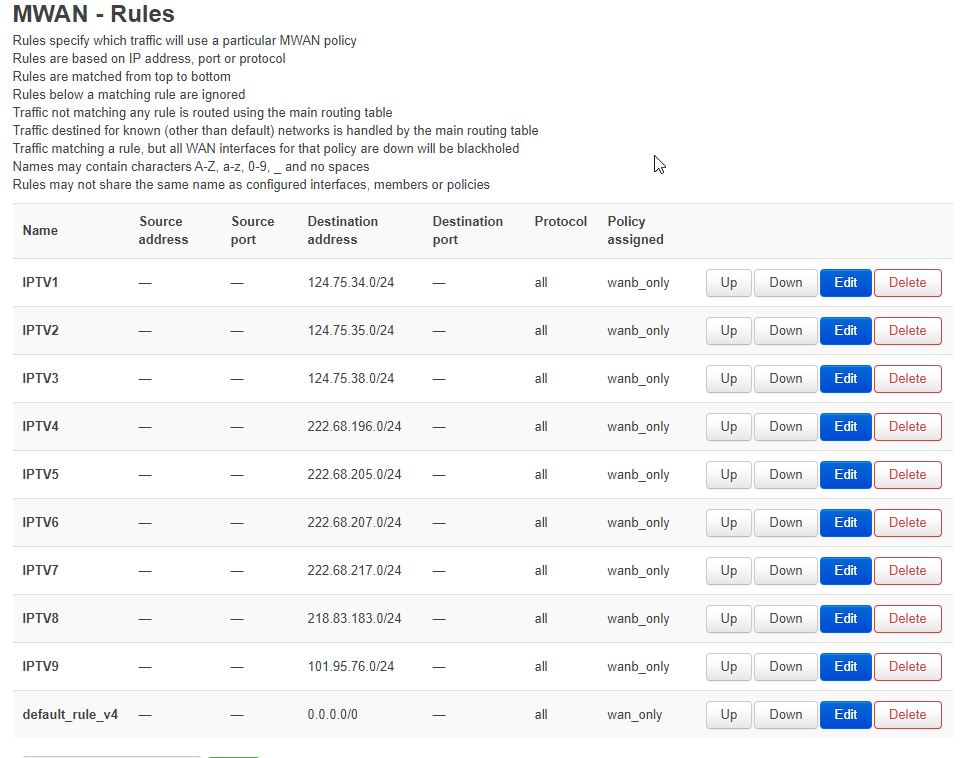 MWAN - Rules
Rules specify which traffic will use a particular MWAN policy
Rules are based on IP address, port or protocol
Rules are matched from top to bottom
Rules below a matching rule are ignored
Traffic not matching any rule is routed using the main routing table
Traffic destined for known (other than default) networks is handled by the main routing table
Traffic matching a rule, but all WAN interfaces for that policy are down will be blackholed
Names may contain characters A-Z, a-z, 0-9, _ and no spaces
Rules may not share the same name as configured interfaces, members or policies
Name Source address Source port Destination address Destination port Protocol Policy assigned
IPTV1 — — 124.75.34.0/24 — all wanb_only Up Down Edit Delete
IPTV2 — — 124.75.35.0/24 — all wanb_only Up Down Edit Delete
IPTV3 — — 124.75.38.0/24 — all wanb_only Up Down Edit Delete
IPTV4 — — 222.68.196.0/24 — all wanb_only Up Down Edit Delete
IPTV5 — — 222.68.205.0/24 — all wanb_only Up Down Edit Delete
IPTV6 — — 222.68.207.0/24 — all wanb_only Up Down Edit Delete
IPTV7 — — 222.68.217.0/24 — all wanb_only Up Down Edit Delete
IPTV8 — — 218.83.183.0/24 — all wanb_only Up Down Edit Delete
IPTV9 — — 101.95.76.0/24 — all wanb_only Up Down Edit Delete
default_rule_v4 — — 0.0.0.0/0 — all wan_only Up Down Edit Delete